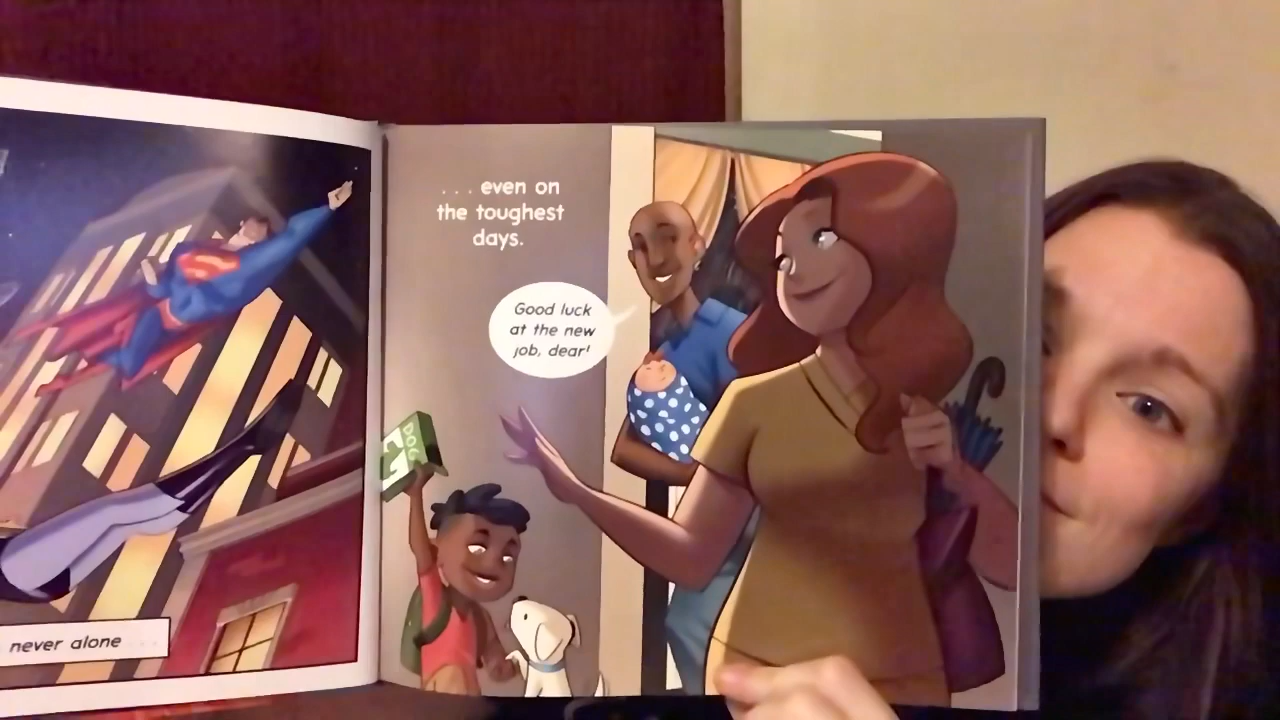 never alone . . .
. . . even on
the toughest
days.
Good luck
at the new
job, dear!
DOG